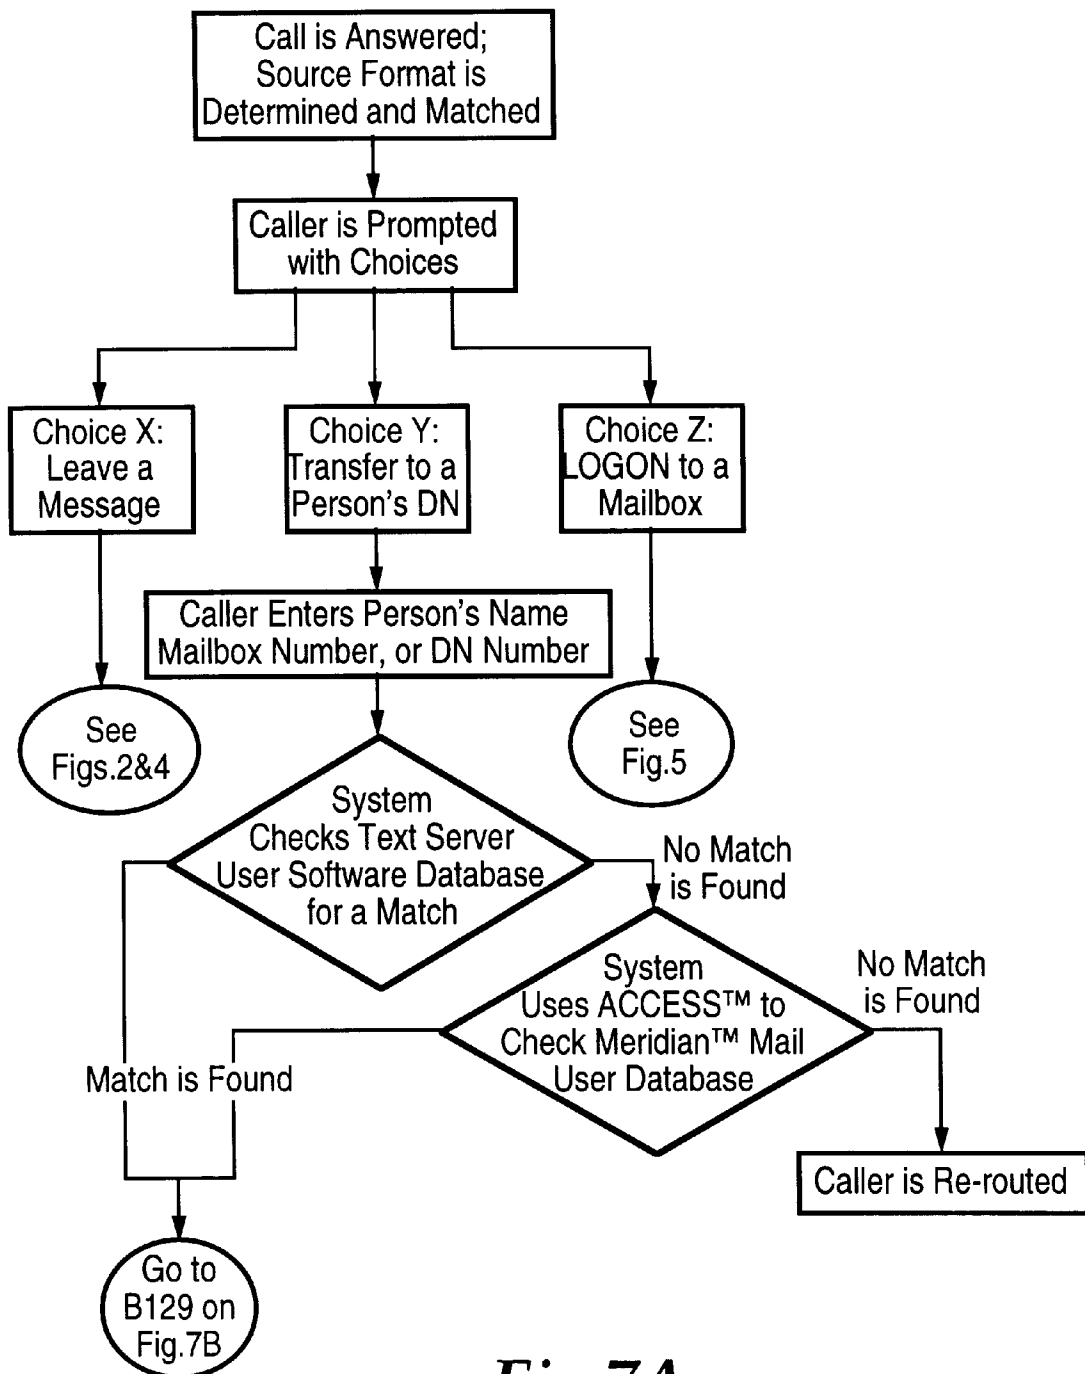 Call is Answered;
Source Format is
Determined and Matched
Caller is Prompted
with Choices
Choice X:
Leave a
Message
Choice Y:
Transfer to a
Person's DN
Choice Z:
LOGON to a
Mailbox
Caller Enters Person's Name
Mailbox Number, or DN Number
See
Figs.2&4
See
Fig.5
System
Checks Text Server
User Software Database
for a Match
No Match
is Found
System
Uses ACCESS™ to
Check Meridian™ Mail
User Database
No Match
is Found
Match is Found
Caller is Re-routed
Go to
B129 on
Fig.7B
Fig. 7A